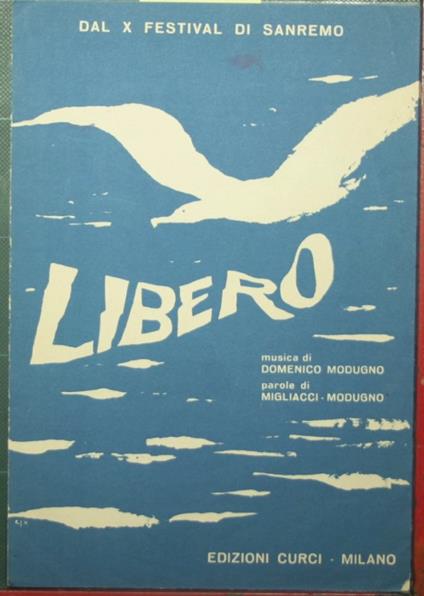 DAL X FESTIVAL DI SANREMO
LIBERO
musica di
DOMENICO MODUGNO
parole di
MIGLIACCI - MODUGNO
EDIZIONI CURCI - MILANO